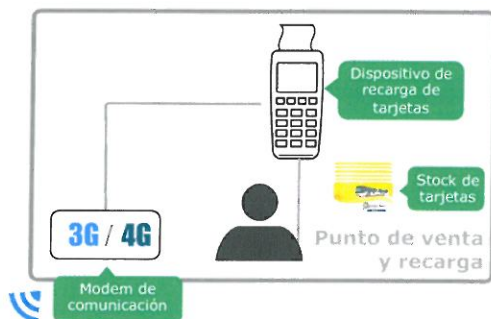 Dispositivo de
recarga de
tarjetas
Stock de
tarjetas
3G / 4G
Punto de venta
y recarga
Modem de
comunicación